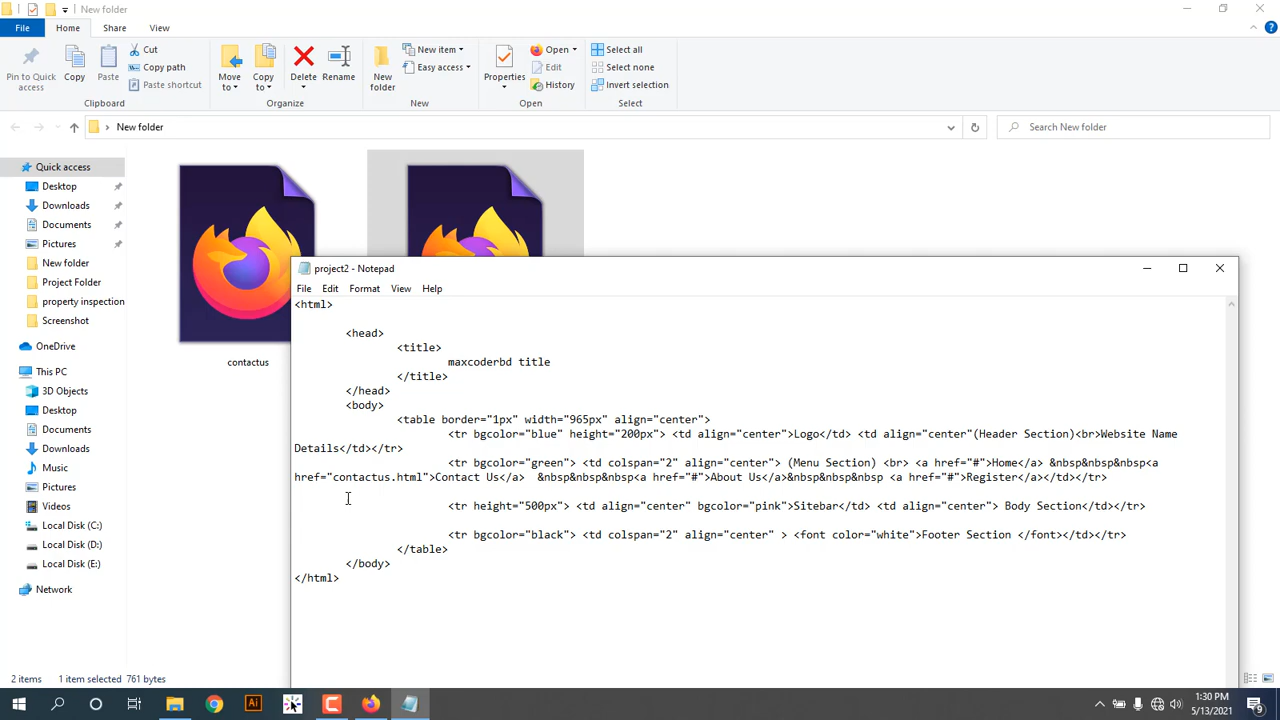 New folder
File Home Share View
Pin to Quick access
Copy
Paste
Cut
Copy path
Paste shortcut
Clipboard
Move to
Copy to
Delete
Rename
Organize
New folder
New item
Easy access
New
Properties
Open
Edit
History
Open
Select all
Select none
Invert selection
Select
New folder
Search New folder
Quick access
Desktop
Downloads
Documents
Pictures
New folder
Project Folder
property inspection
Screenshot
OneDrive
This PC
3D Objects
Desktop
Documents
Downloads
Music
Pictures
Videos
Local Disk (C:)
Local Disk (D:)
Local Disk (E:)
Network
contactus
project2 - Notepad
File Edit Format View Help
<html>
<head>
<title>
maxcoderbd title
</title>
</head>
<body>
<table border="1px" width="965px" align="center">
<tr bgcolor="blue" height="200px"> <td align="center">Logo</td> <td align="center"(Header Section)<br>Website Name
Details</td></tr>
<tr bgcolor="green"> <td colspan="2" align="center"> (Menu Section) <br> <a href="#">Home</a> &nbsp&nbsp&nbsp<a
href="contactus.html">Contact Us</a>  &nbsp&nbsp&nbsp<a href="#">About Us</a>&nbsp&nbsp&nbsp <a href="#">Register</a></td></tr>
<tr height="500px"> <td align="center" bgcolor="pink">Sitebar</td> <td align="center"> Body Section</td></tr>
<tr bgcolor="black"> <td colspan="2" align="center" > <font color="white">Footer Section </font></td></tr>
</table>
</body>
</html>
2 items 1 item selected 761 bytes
Ai
1:30 PM
5/13/2021
9